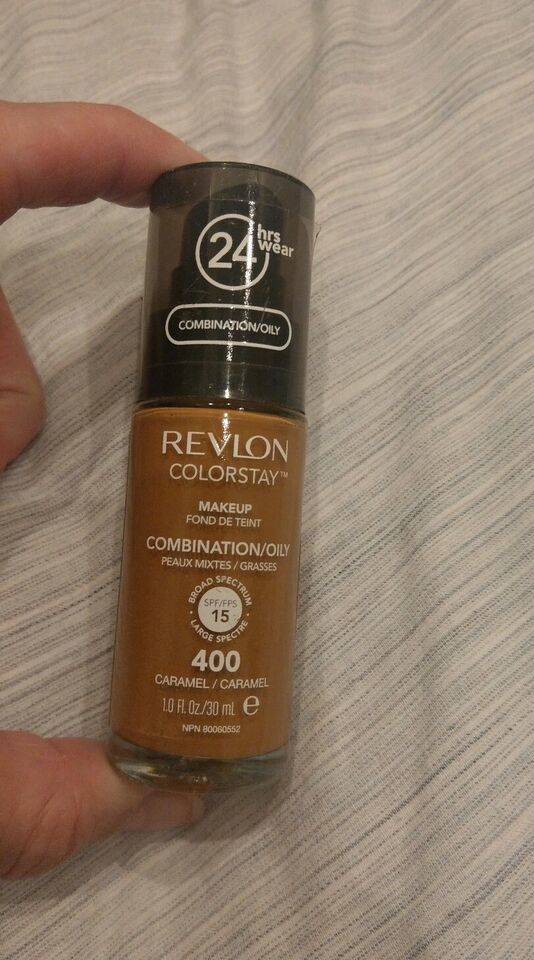 24 hrs
wear
COMBINATION/OILY
REVLON
COLORSTAY™
MAKEUP
FOND DE TEINT
COMBINATION/OILY
PEAUX MIXTES / GRASSES
BROAD SPECTRUM
SPF/FPS
15
LARGE SPECTRE
400
CARAMEL / CARAMEL
1.0 Fl. Oz./30 mL e
NPN 80060552